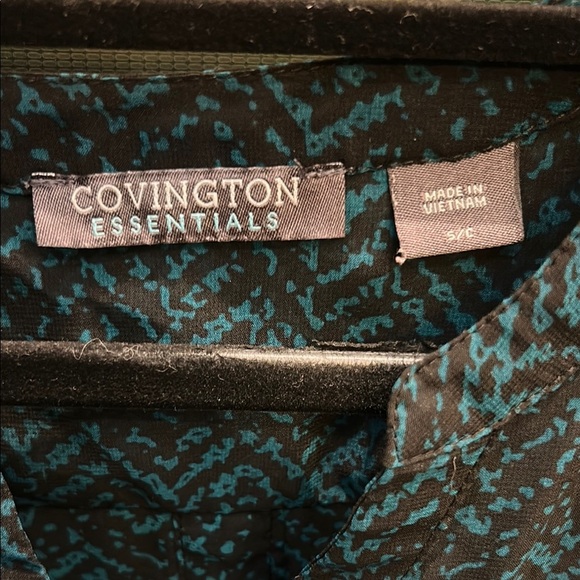 COVINGTON
ESSENTIALS
MADE IN
VIETNAM
S/C